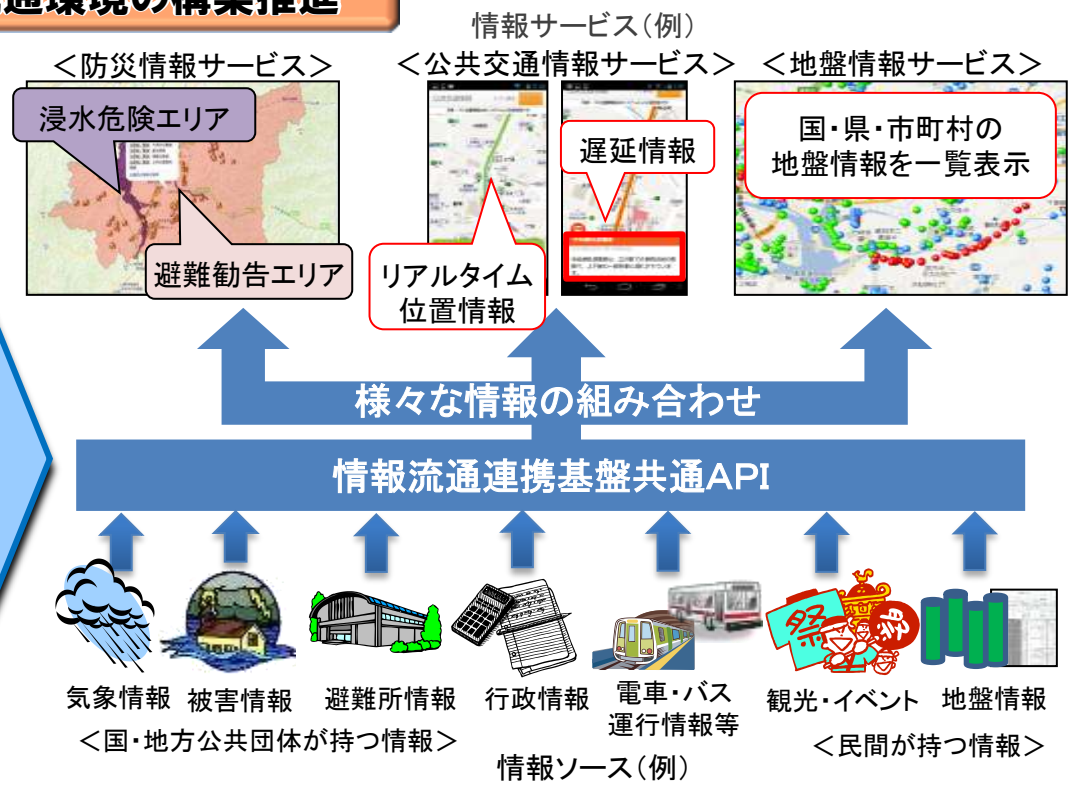 通環境の構築推進
情報サービス(例)
<防災情報サービス>
<公共交通情報サービス>
<地盤情報サービス>
浸水危険エリア
避難勧告エリア
リアルタイム
位置情報
遅延情報
国・県・市町村の
地盤情報を一覧表示
様々な情報の組み合わせ
情報流通連携基盤共通API
気象情報
被害情報
避難所情報
行政情報
電車・バス
運行情報等
祭
観光・イベント
地盤情報
<国・地方公共団体が持つ情報>
<民間が持つ情報>
情報ソース(例)